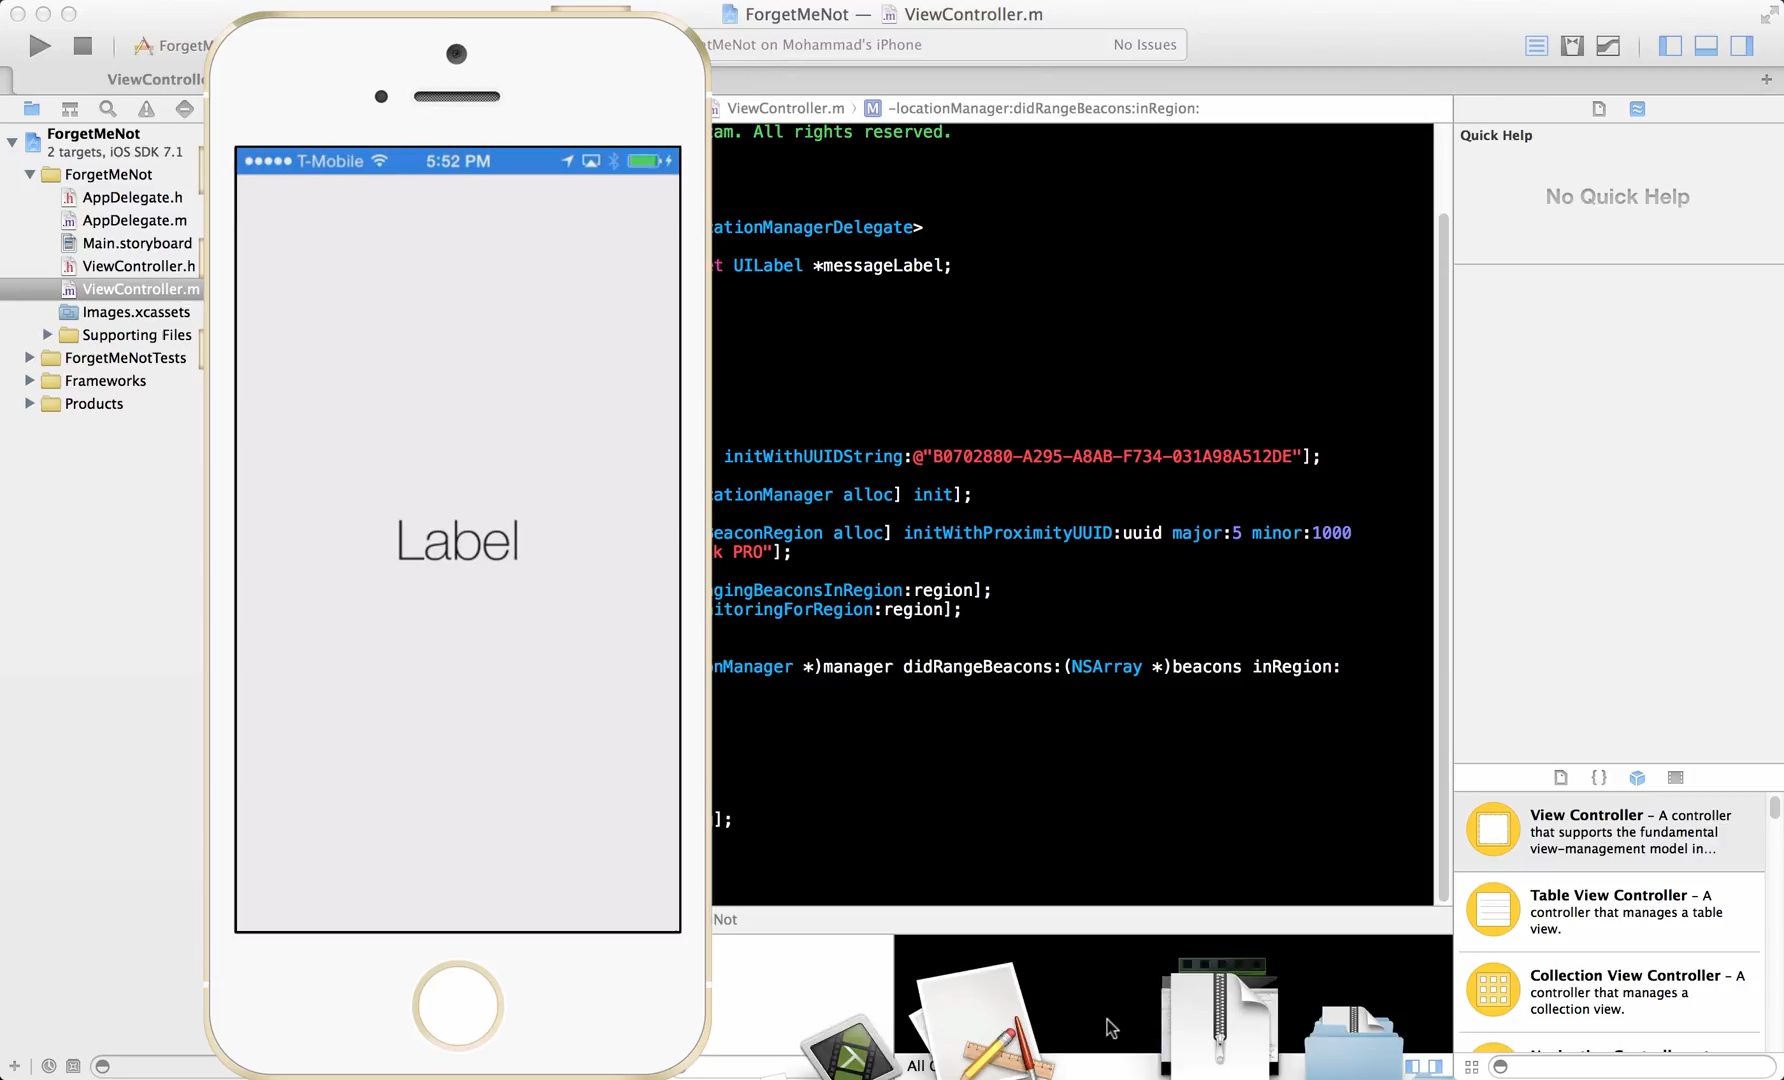 ForgetMeNot — ViewController.m
ForgetM
tMeNot on Mohammad's iPhone
No Issues
ViewControlle
ViewController.m
-locationManager:didRangeBeacons:inRegion:
ForgetMeNot
2 targets, iOS SDK 7.1
ForgetMeNot
AppDelegate.h
AppDelegate.m
Main.storyboard
ViewController.h
ViewController.m
Images.xcassets
Supporting Files
ForgetMeNotTests
Frameworks
Products
T-Mobile
5:52 PM
Label
am. All rights reserved.
cationManagerDelegate>
t UILabel *messageLabel;
initWithUUIDString:@"B0702880-A295-A8AB-F734-031A98A512DE"];
cationManager alloc] init];
eaconRegion alloc] initWithProximityUUID:uuid major:5 minor:1000
k PRO"];
gingBeaconsInRegion:region];
itoringForRegion:region];
nManager *)manager didRangeBeacons:(NSArray *)beacons inRegion:
];
Not
All
Quick Help
No Quick Help
View Controller – A controller
that supports the fundamental
view-management model in...
Table View Controller – A
controller that manages a table
view.
Collection View Controller – A
controller that manages a
collection view.